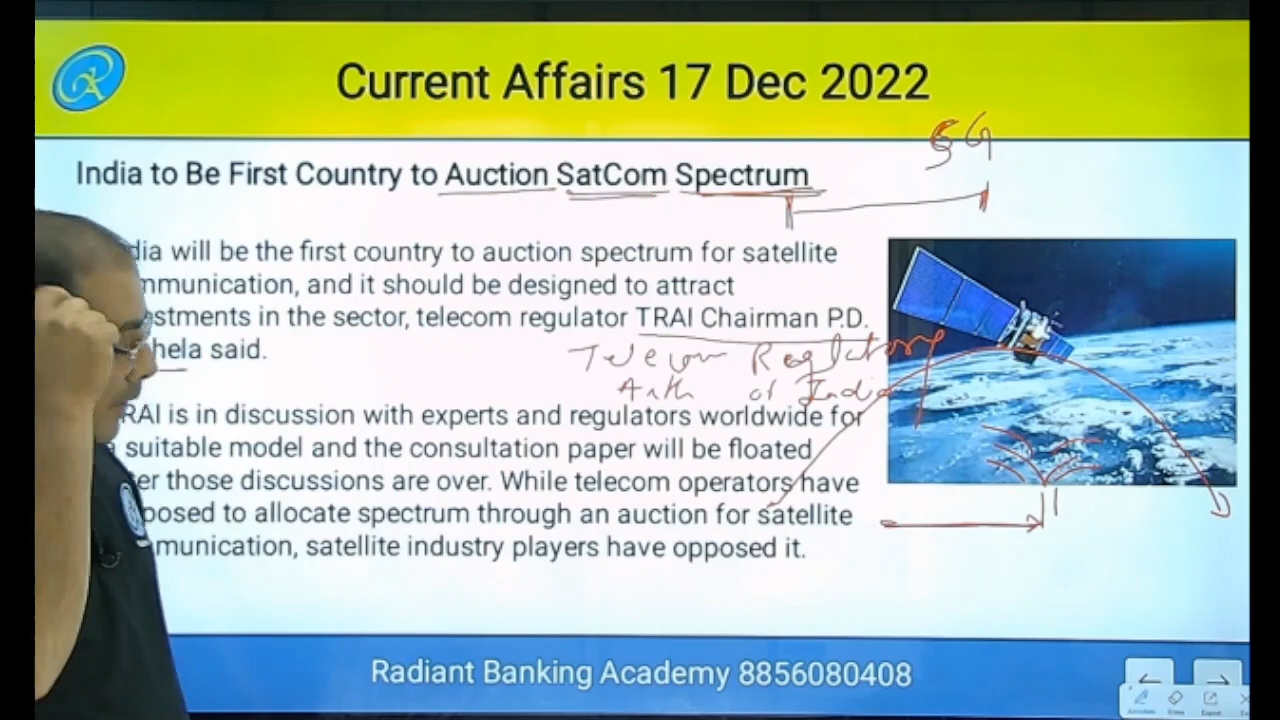 Current Affairs 17 Dec 2022
5G
India to Be First Country to Auction SatCom Spectrum
dia will be the first country to auction spectrum for satellite
mmunication, and it should be designed to attract
estments in the sector, telecom regulator TRAI Chairman P.D.
hela said.
Telecom Regulatory
Auth of India
RAI is in discussion with experts and regulators worldwide for
suitable model and the consultation paper will be floated
er those discussions are over. While telecom operators have
posed to allocate spectrum through an auction for satellite
munication, satellite industry players have opposed it.
Radiant Banking Academy 8856080408
Annotate Erase Export